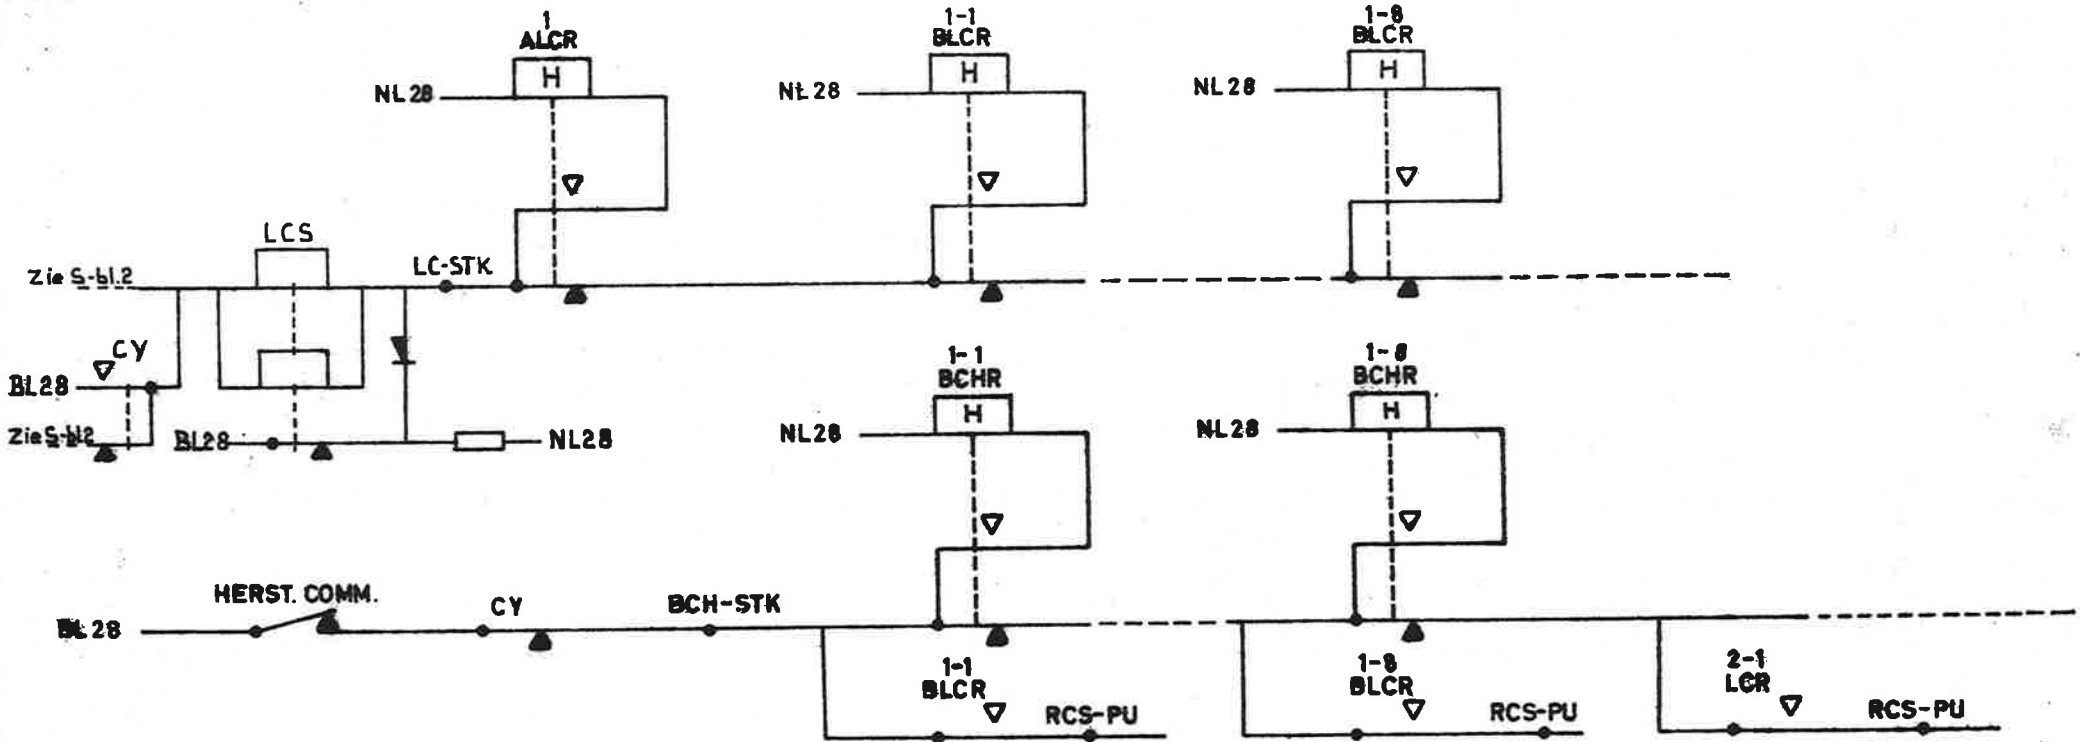 1
ALCR
H
NL28
1-1
BLCR
H
NL28
1-8
BLCR
H
NL28
LCS
Zie S-bl.2
LC-STK
CY
BL28
Zie S-bl2
BL28
NL28
1-1
BCHR
H
NL28
1-8
BCHR
H
NL28
HERST. COMM.
BL28
CY
BCH-STK
1-1
BLCR
RCS-PU
1-8
BLCR
RCS-PU
2-1
LCR
RCS-PU